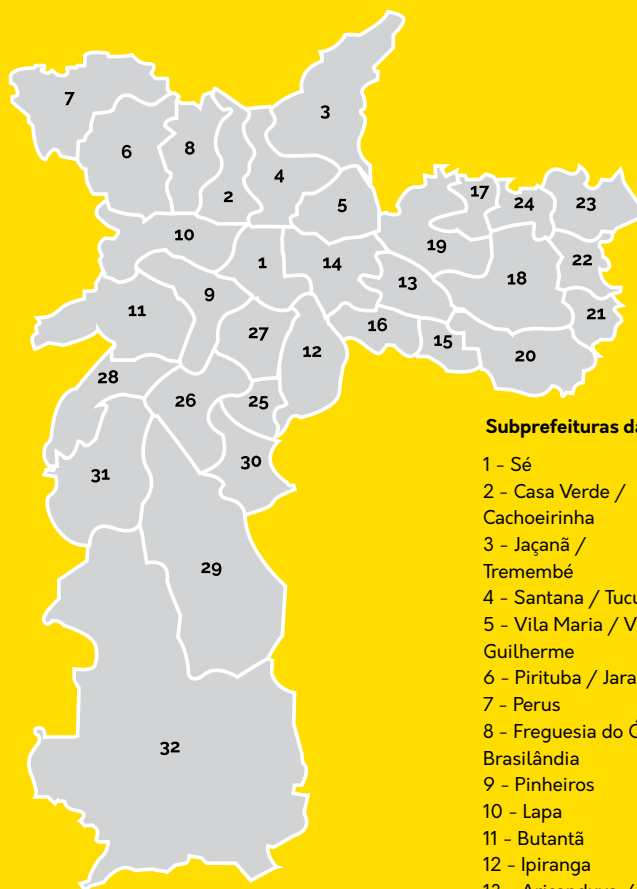 3
7
8
6
4
17
2
24
23
5
10
19
1
14
22
18
13
9
11
21
16
27
15
12
20
28
26
25
30
31
29
32
Subprefeituras
1 - Sé
2 - Casa Verde /
Cachoeirinha
3 - Jaçanã /
Tremembé
4 - Santana /
5 - Vila Maria /
Guilherme
6 - Pirituba /
7 - Perus
8 - Freguesia do
Brasilândia
9 - Pinheiros
10 - Lapa
11 - Butantã
12 - Ipiranga